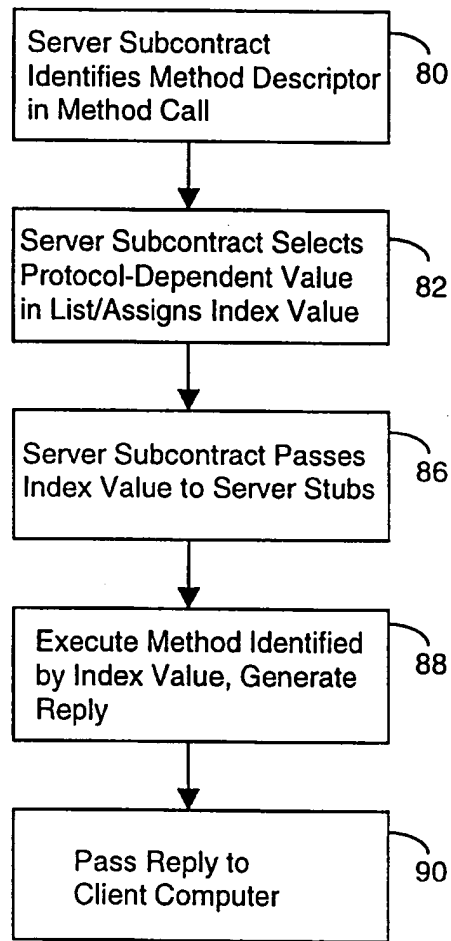 Server Subcontract
Identifies Method Descriptor
in Method Call
80
Server Subcontract Selects
Protocol-Dependent Value
in List/Assigns Index Value
82
Server Subcontract Passes
Index Value to Server Stubs
86
Execute Method Identified
by Index Value, Generate
Reply
88
Pass Reply to
Client Computer
90